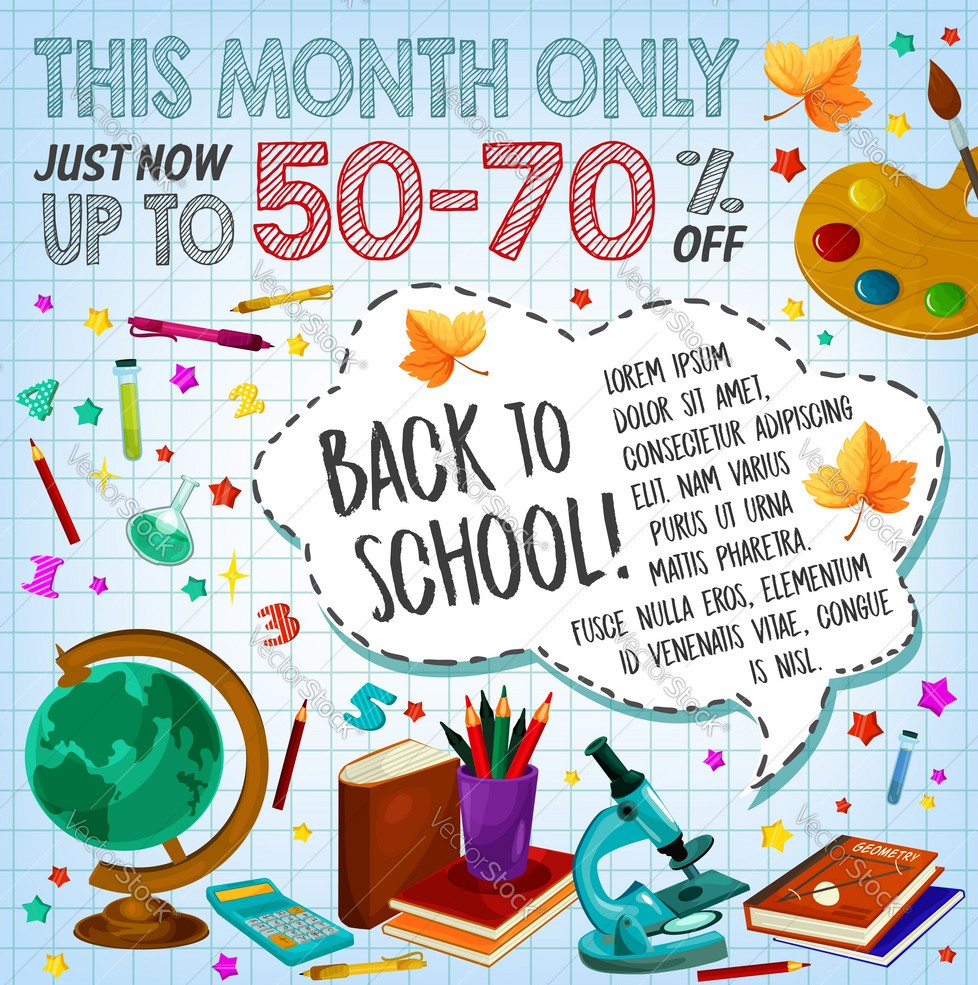 THIS MONTH ONLY
JUST NOW
UP TO 50-70 % OFF
BACK TO
SCHOOL!
LOREM IPSUM
DOLOR SIT AMET,
CONSECTETUR ADIPISCING
ELIT. NAM VARIUS
PURUS UT URNA
MATTIS PHARETRA.
FUSCE NULLA EROS, ELEMENTUM
ID VENENATIS VITAE, CONGUE
IS NISL.
4
2
1
3
5
GEOMETRY
VectorStock